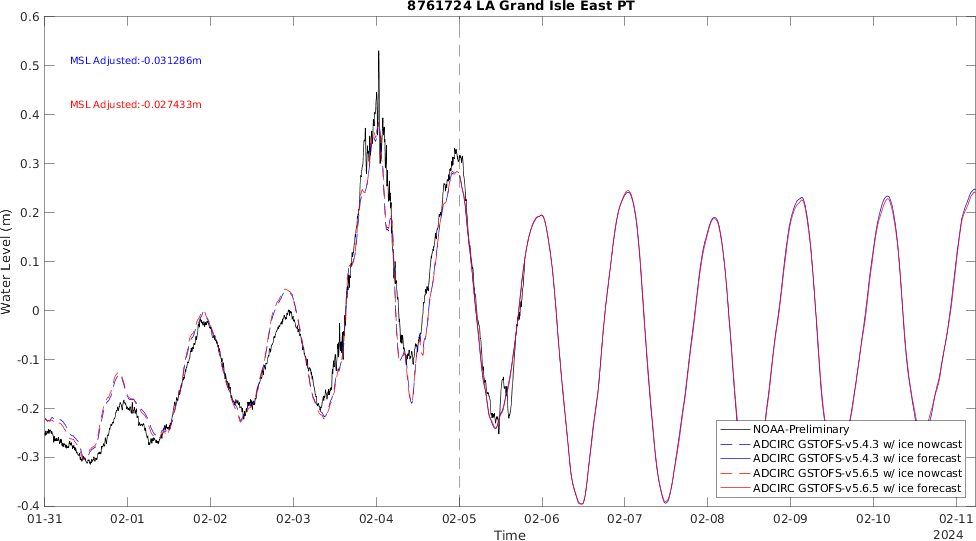 8761724 LA Grand Isle East PT
0.6
0.5
0.4
0.3
0.2
0.1
0
-0.1
-0.2
-0.3
-0.4
Water Level (m)
MSL Adjusted:-0.031286m
MSL Adjusted:-0.027433m
NOAA-Preliminary
ADCIRC GSTOFS-v5.4.3 w/ ice nowcast
ADCIRC GSTOFS-v5.4.3 w/ ice forecast
ADCIRC GSTOFS-v5.6.5 w/ ice nowcast
ADCIRC GSTOFS-v5.6.5 w/ ice forecast
01-31 02-01 02-02 02-03 02-04 02-05 02-06 02-07 02-08 02-09 02-10 02-11
Time
2024